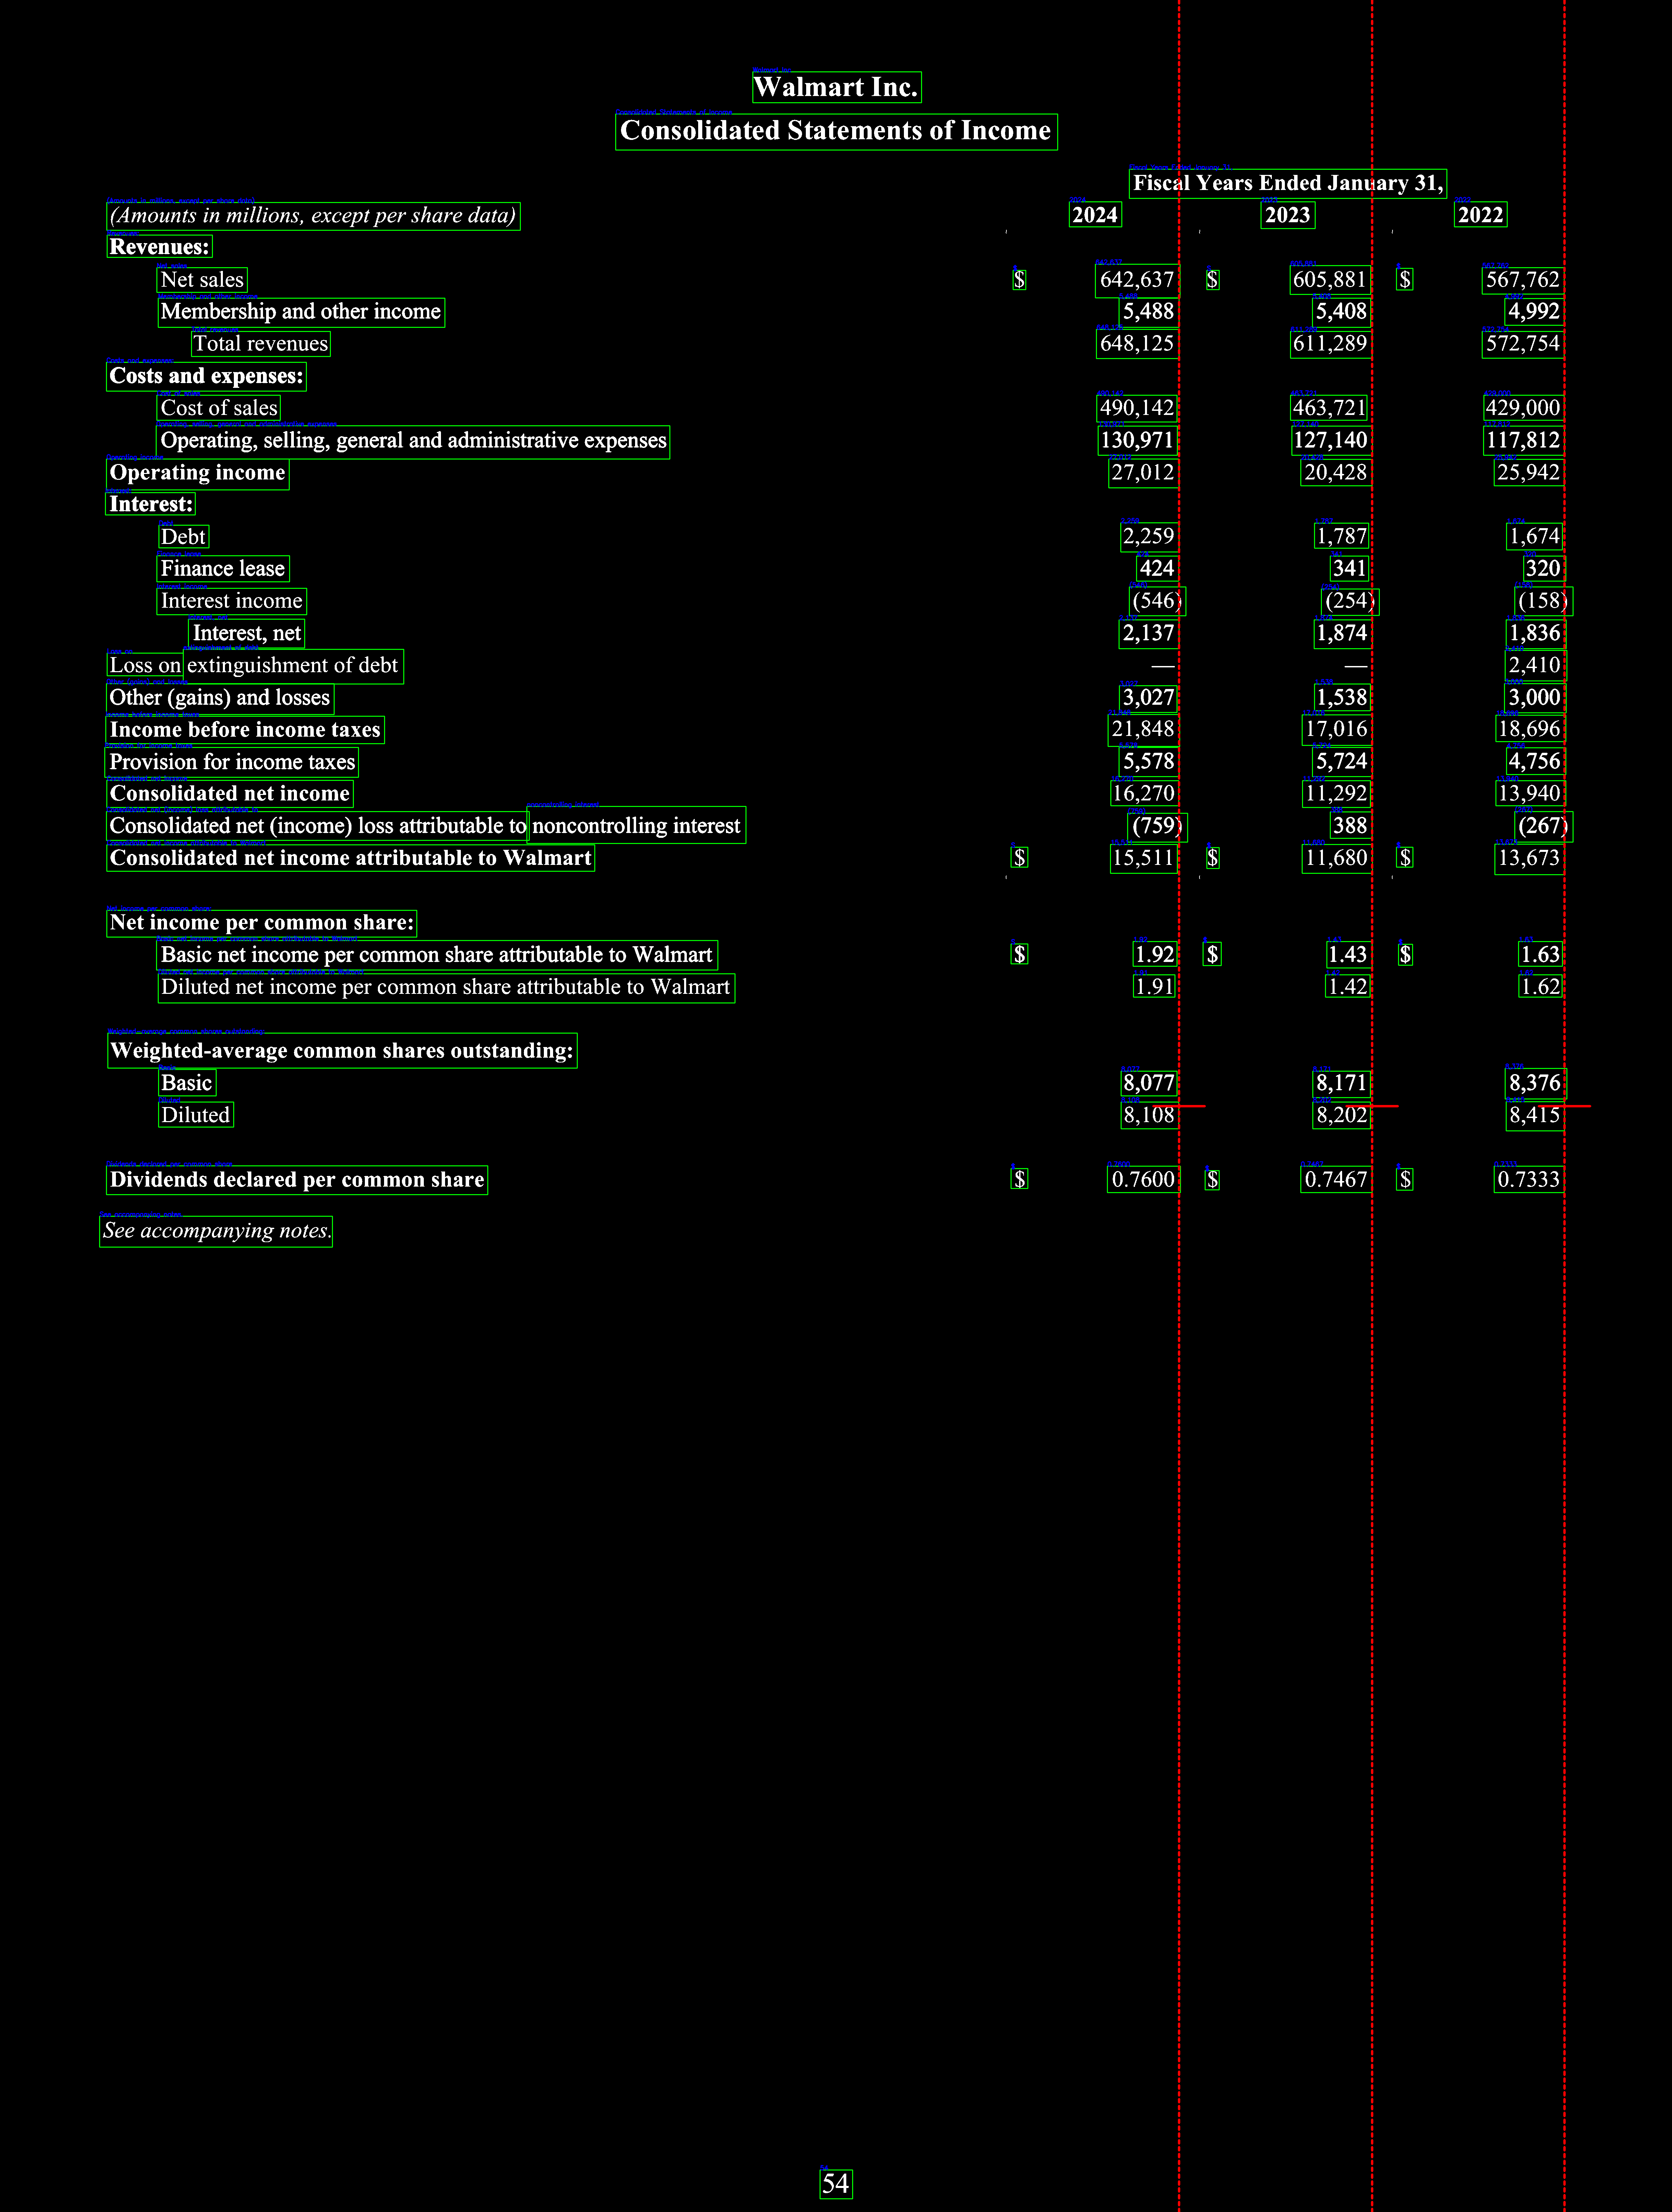 Walmart Inc.
Consolidated Statements of Income
Fiscal Years Ended January 31,
(Amounts in millions, except per share data) 2024 2023 2022
Revenues:
Net sales $ 642,637 $ 605,881 $ 567,762
Membership and other income 5,488 5,408 4,992
Total revenues 648,125 611,289 572,754
Costs and expenses:
Cost of sales 490,142 463,721 429,000
Operating, selling, general and administrative expenses 130,971 127,140 117,812
Operating income 27,012 20,428 25,942
Interest:
Debt 2,259 1,787 1,674
Finance lease 424 341 320
Interest income (546) (254) (158)
Interest, net 2,137 1,874 1,836
Loss on extinguishment of debt — — 2,410
Other (gains) and losses 3,027 1,538 3,000
Income before income taxes 21,848 17,016 18,696
Provision for income taxes 5,578 5,724 4,756
Consolidated net income 16,270 11,292 13,940
Consolidated net (income) loss attributable to noncontrolling interest (759) 388 (267)
Consolidated net income attributable to Walmart $ 15,511 $ 11,680 $ 13,673
Net income per common share:
Basic net income per common share attributable to Walmart $ 1.92 $ 1.43 $ 1.63
Diluted net income per common share attributable to Walmart 1.91 1.42 1.62
Weighted-average common shares outstanding:
Basic 8,077 8,171 8,376
Diluted 8,108 8,202 8,415
Dividends declared per common share $ 0.7600 $ 0.7467 $ 0.7333
See accompanying notes.
54